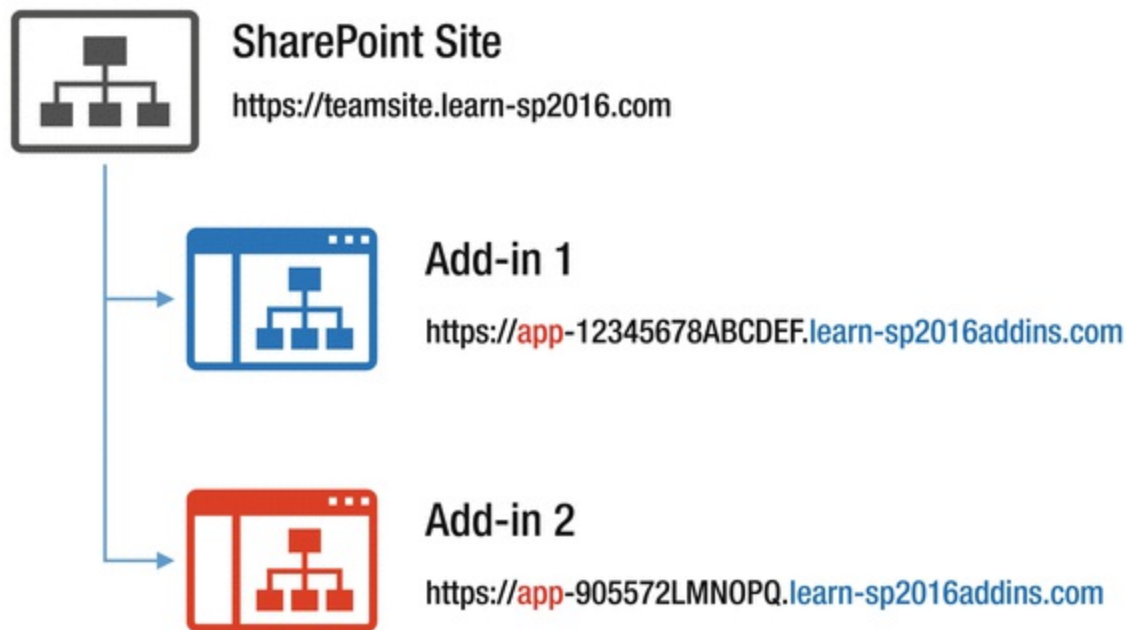 SharePoint Site
https://teamsite.learn-sp2016.com
Add-in 1
https://app-12345678ABCDEF.learn-sp2016addins.com
Add-in 2
https://app-905572LMNOPQ.learn-sp2016addins.com